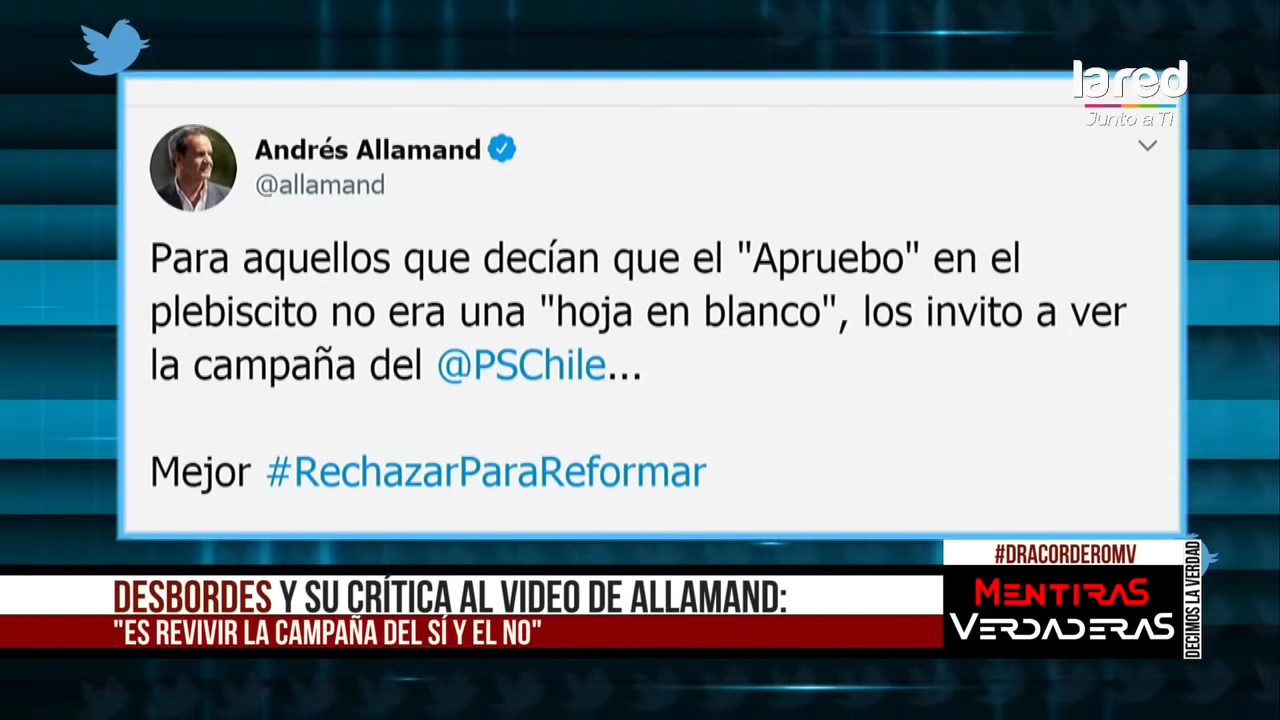 lared
Junto a Ti
Andrés Allamand
@allamand
Para aquellos que decían que el "Apruebo" en el
plebiscito no era una "hoja en blanco", los invito a ver
la campaña del @PSChile...
Mejor #RechazarParaReformar
#DRACORDEROMV
DESBORDES Y SU CRÍTICA AL VIDEO DE ALLAMAND:
"ES REVIVIR LA CAMPAÑA DEL SÍ Y EL NO"
MENTIRAS
VERDADERAS
DECIMOS LA VERDAD